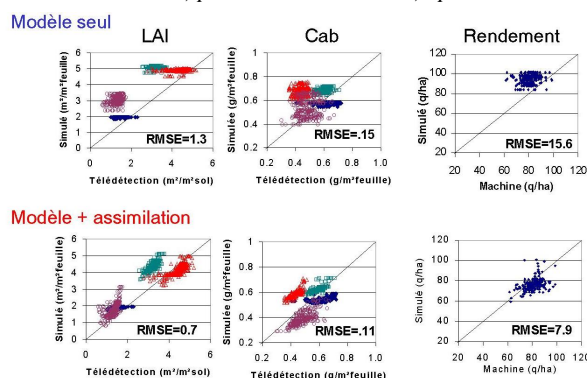 Modèle seul
LAI
Cab
Rendement
Simulé (m²/m²feuille)
6
5
4
3
2
1
0
0 2 4 6
RMSE=1.3
Télédétection (m²/m²sol)
Simulée (g/m²feuille)
1
0.8
0.6
0.4
0.2
0.2 0.4 0.6 0.8 1.0
RMSE=.15
Télédétection (g/m²feuille)
Simulé (q/ha)
120
100
80
60
40
20
20 40 60 80 100 120
RMSE=15.6
Machine (q/ha)
Modèle + assimilation
Simulé (m²/m²feuille)
6
5
4
3
2
1
0
0 2 4 6
RMSE=0.7
Télédétection (m²/m²sol)
Simulée (g/m²feuille)
1
0.8
0.6
0.4
0.2
0.2 0.4 0.6 0.8 1.0
RMSE=.11
Télédétection (g/m²feuille)
Simulé (q/ha)
120
100
80
60
40
20
20 40 60 80 100 120
RMSE=7.9
Machine (q/ha)